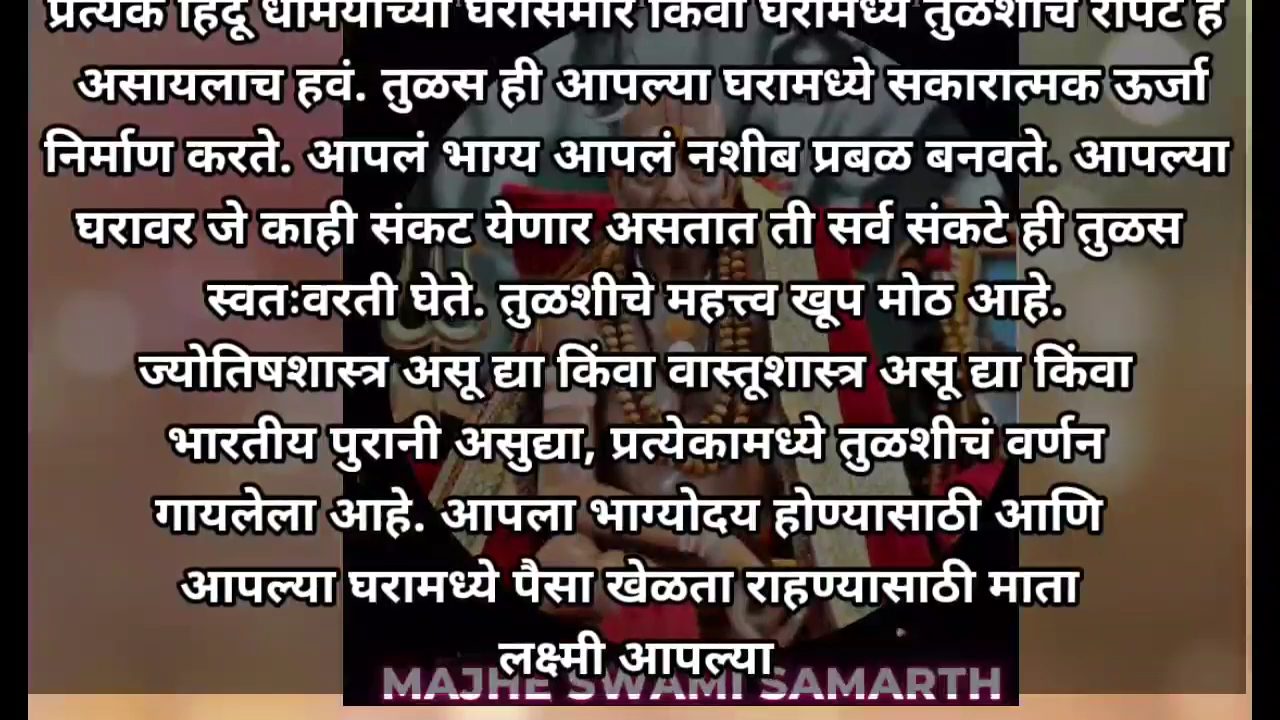 प्रत्येक हिंदू धर्मियांच्या घरासमोर किंवा घरामध्ये तुळशीचं रोपटं हे
असायलाच हवं. तुळस ही आपल्या घरामध्ये सकारात्मक ऊर्जा
निर्माण करते. आपलं भाग्य आपलं नशीब प्रबळ बनवते. आपल्या
घरावर जे काही संकट येणार असतात ती सर्व संकटे ही तुळस
स्वतःवरती घेते. तुळशीचे महत्त्व खूप मोठ आहे.
ज्योतिषशास्त्र असू द्या किंवा वास्तूशास्त्र असू द्या किंवा
भारतीय पुरानी असुद्या, प्रत्येकामध्ये तुळशीचं वर्णन
गायलेला आहे. आपला भाग्योदय होण्यासाठी आणि
आपल्या घरामध्ये पैसा खेळता राहण्यासाठी माता
लक्ष्मी आपल्या
MAJHE SWAMI SAMARTH